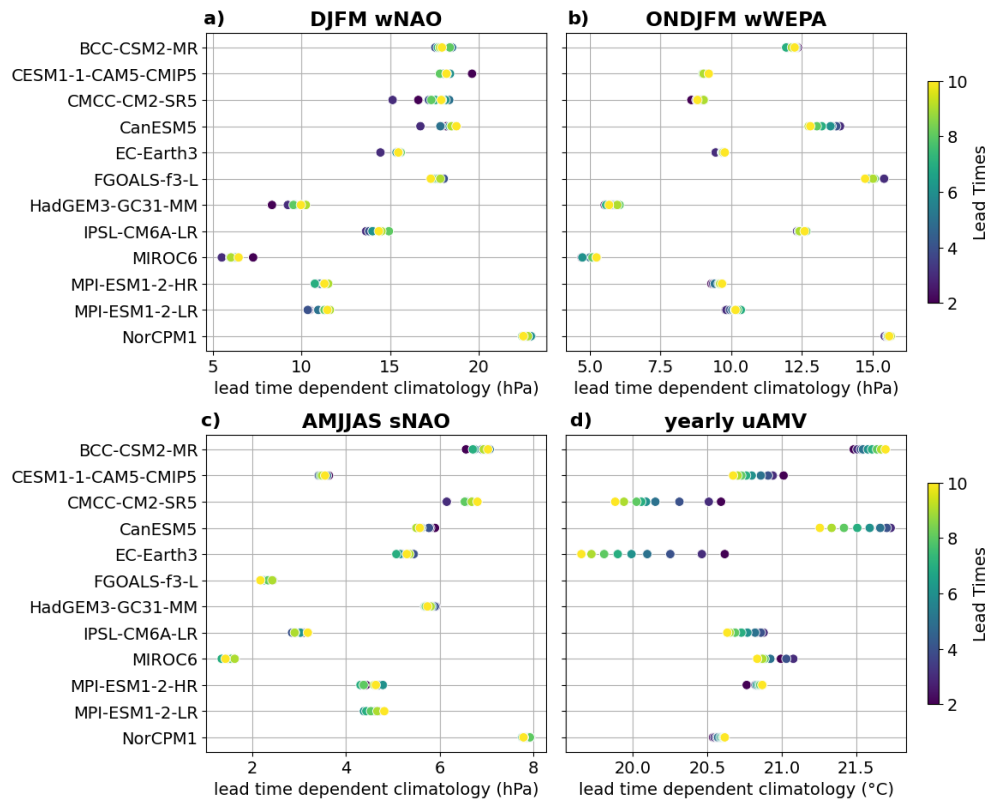 a) DJFM wNAO
b) ONDJFM wWEPA
BCC-CSM2-MR
CESM1-1-CAM5-CMIP5
CMCC-CM2-SR5
CanESM5
EC-Earth3
FGOALS-f3-L
HadGEM3-GC31-MM
IPSL-CM6A-LR
MIROC6
MPI-ESM1-2-HR
MPI-ESM1-2-LR
NorCPM1
5 10 15 20
lead time dependent climatology (hPa)
5.0 7.5 10.0 12.5 15.0
lead time dependent climatology (hPa)
10
8
6
4
2
Lead Times
c) AMJJAS sNAO
d) yearly uAMV
BCC-CSM2-MR
CESM1-1-CAM5-CMIP5
CMCC-CM2-SR5
CanESM5
EC-Earth3
FGOALS-f3-L
HadGEM3-GC31-MM
IPSL-CM6A-LR
MIROC6
MPI-ESM1-2-HR
MPI-ESM1-2-LR
NorCPM1
2 4 6 8
lead time dependent climatology (hPa)
20.0 20.5 21.0 21.5
lead time dependent climatology (°C)
10
8
6
4
2
Lead Times